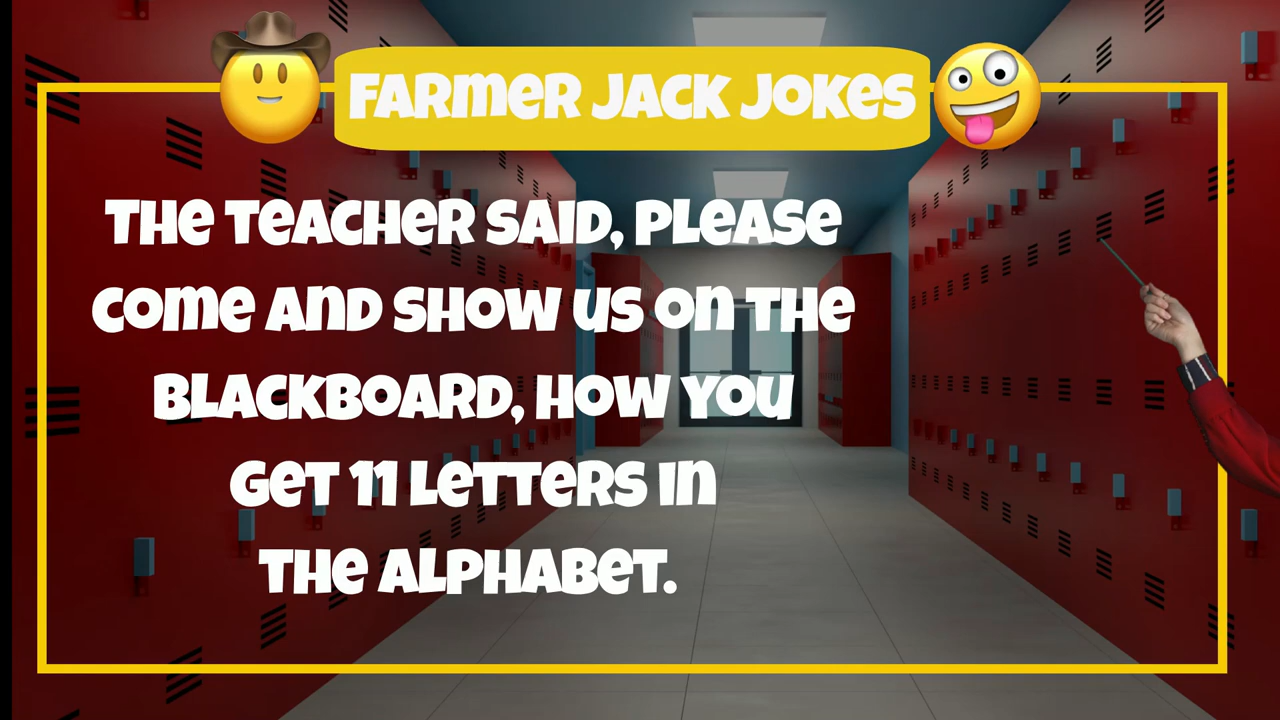 FARMER JACK JOKES
THE TEACHER SAID, PLEASE
COME AND SHOW US ON THE
BLACKBOARD, HOW YOU
GET 11 LETTERS IN
THE ALPHABET.